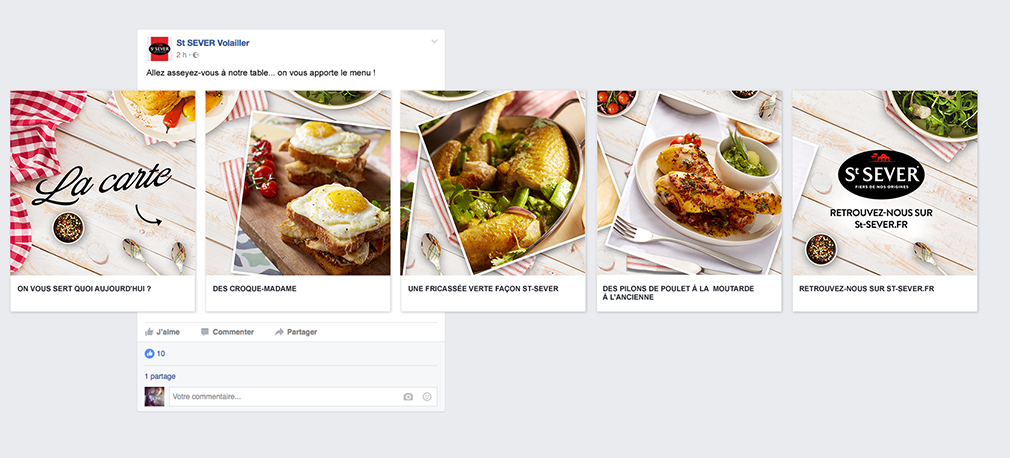 St SEVER
St SEVER Volailler
2 h ·
Allez asseyez-vous à notre table... on vous apporte le menu !
La carte
ON VOUS SERT QUOI AUJOURD'HUI ?
DES CROQUE-MADAME
UNE FRICASSÉE VERTE FAÇON ST-SEVER
DES PILONS DE POULET À LA MOUTARDE
À L'ANCIENNE
St SEVER
FIERS DE NOS ORIGINES
RETROUVEZ-NOUS SUR
St-SEVER.FR
RETROUVEZ-NOUS SUR ST-SEVER.FR
J'aime Commenter Partager
10
1 partage
Votre commentaire...